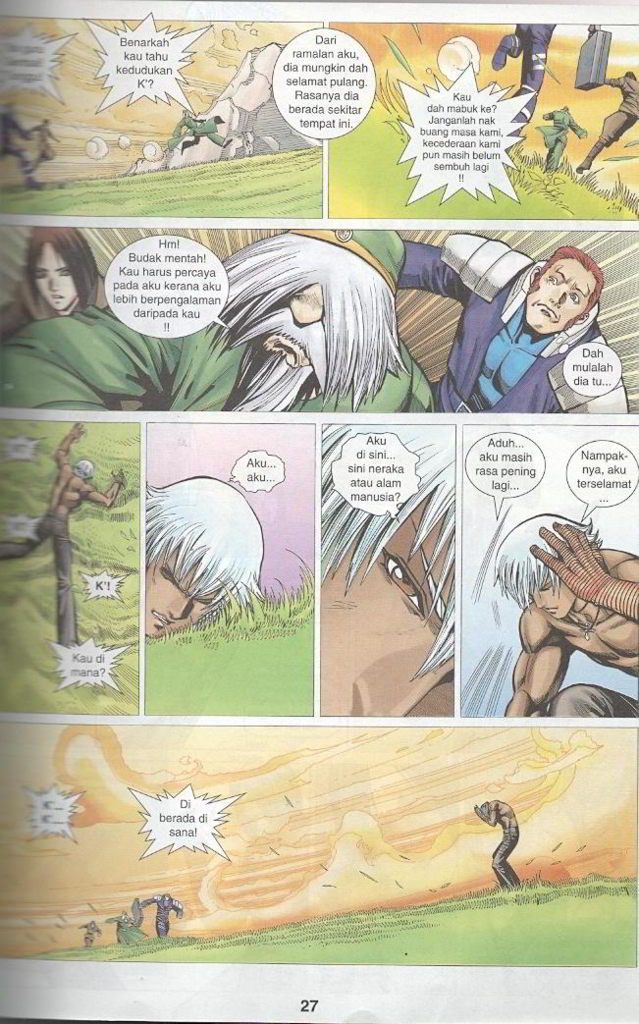 Benarkah
kau tahu
kedudukan
K'?
Dari
ramalan aku,
dia mungkin dah
selamat pulang.
Rasanya dia
berada sekitar
tempat ini.
Kau
dah mabuk ke?
Janganlah nak
buang masa kami,
kecederaan kami
pun masih belum
sembuh lagi
!!
Hm!
Budak mentah!
Kau harus percaya
pada aku kerana aku
lebih berpengalaman
daripada kau
!!
Dah
mulalah
dia tu...
K'!
Kau di
mana?
Aku...
aku...
Aku
di sini...
sini neraka
atau alam
manusia?
Aduh...
aku masih
rasa pening
lagi...
Nampak-
nya, aku
terselamat
...
K'...
Di
berada di
sana!
27